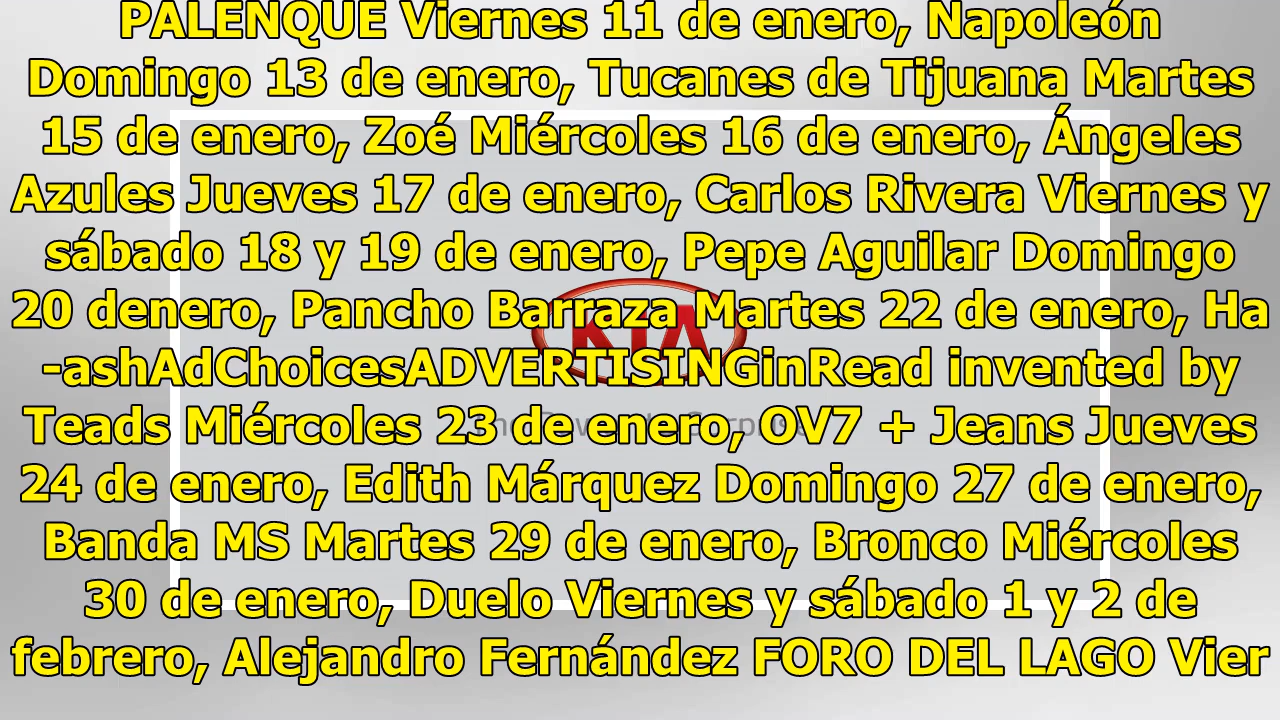 PALENQUE Viernes 11 de enero, Napoleón
Domingo 13 de enero, Tucanes de Tijuana Martes
15 de enero, Zoé Miércoles 16 de enero, Ángeles
Azules Jueves 17 de enero, Carlos Rivera Viernes y
sábado 18 y 19 de enero, Pepe Aguilar Domingo
20 denero, Pancho Barraza Martes 22 de enero, Ha
KIA
-ashAdChoicesADVERTISINGinRead invented by
Teads Miércoles 23 de enero, OV7 + Jeans Jueves
24 de enero, Edith Márquez Domingo 27 de enero,
Banda MS Martes 29 de enero, Bronco Miércoles
30 de enero, Duelo Viernes y sábado 1 y 2 de
febrero, Alejandro Fernández FORO DEL LAGO Vier